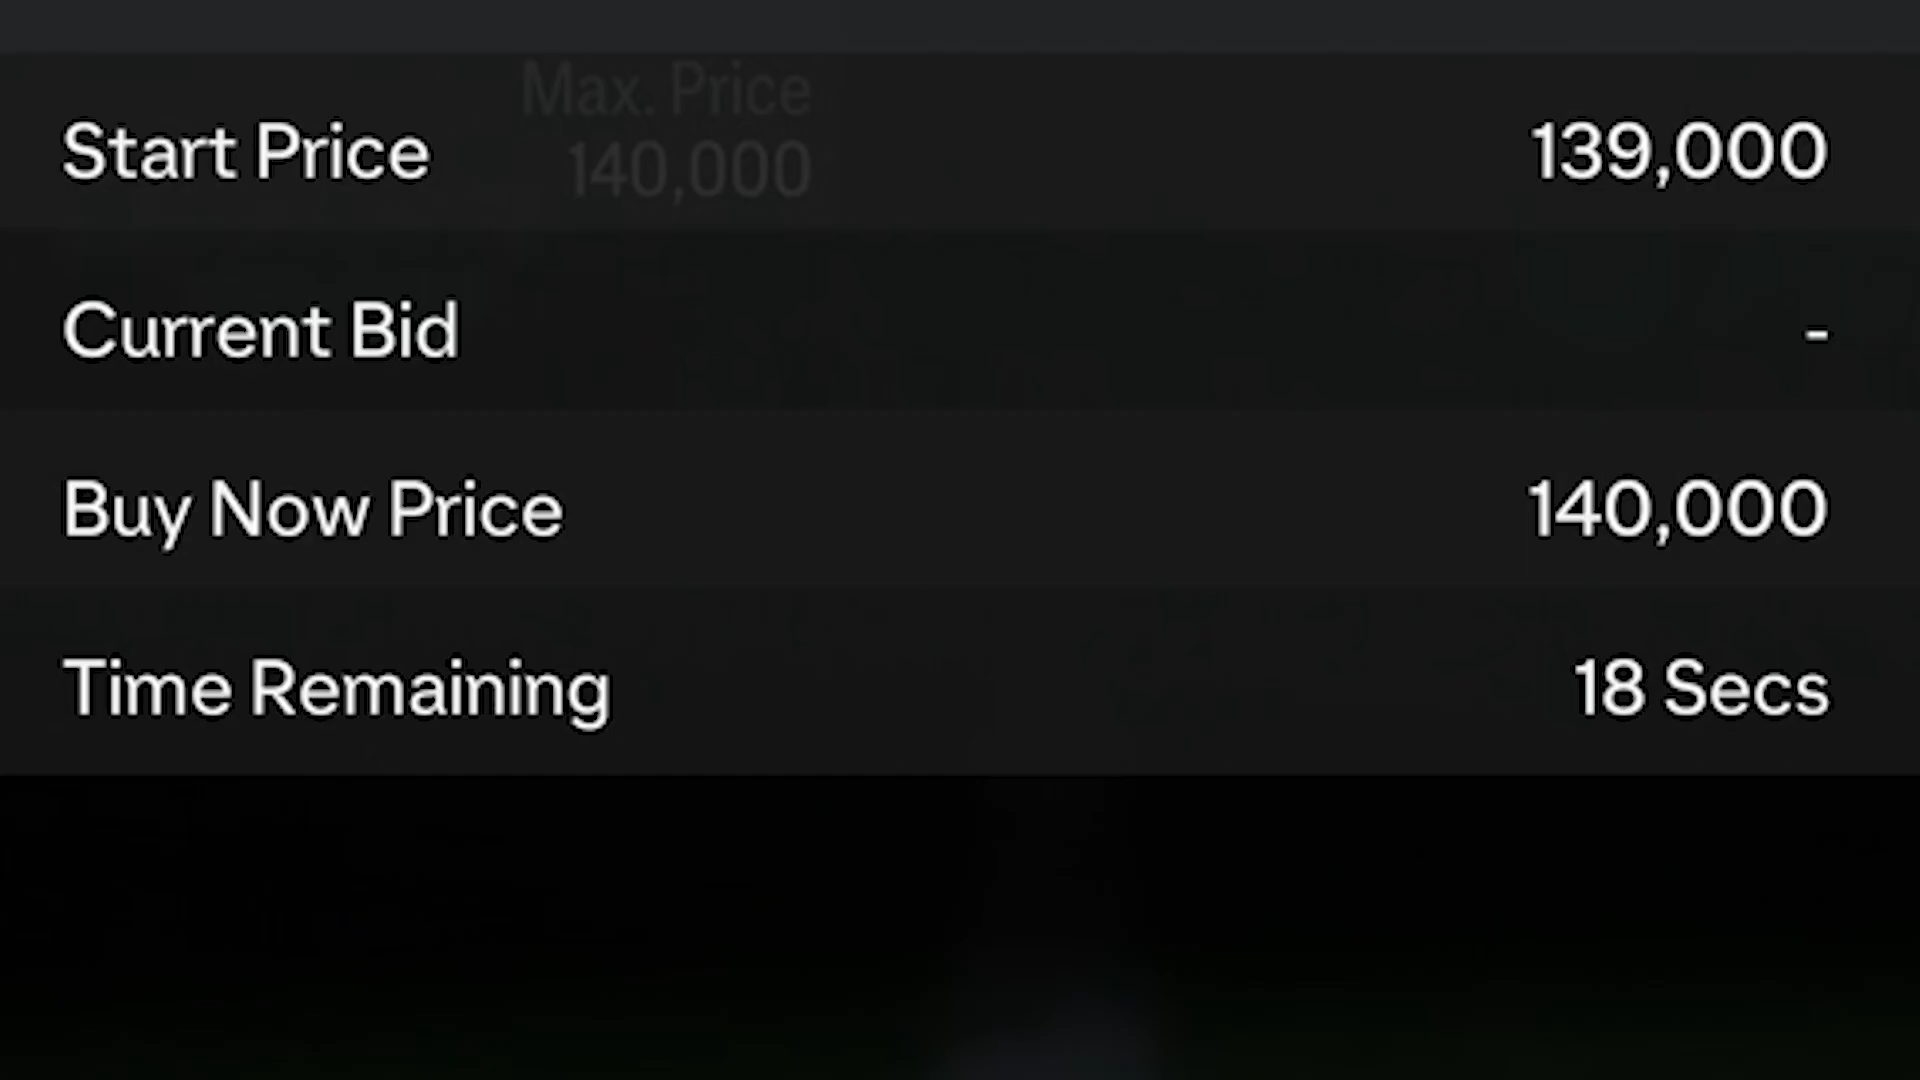 Max. Price
140,000
Start Price 139,000
Current Bid -
Buy Now Price 140,000
Time Remaining 18 Secs